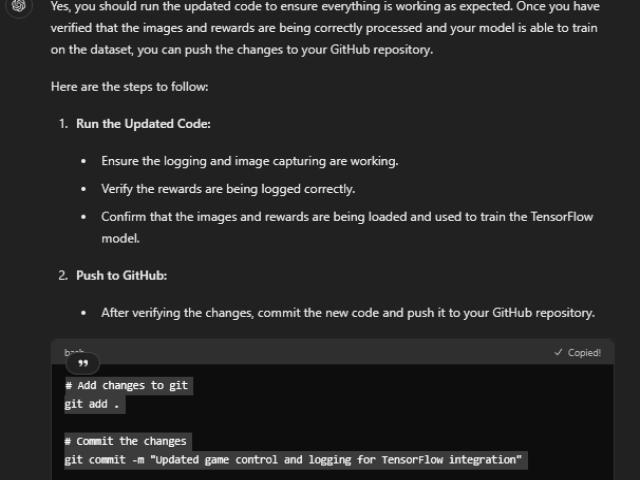 Yes, you should run the updated code to ensure everything is working as expected. Once you have
verified that the images and rewards are being correctly processed and your model is able to train
on the dataset, you can push the changes to your GitHub repository.
Here are the steps to follow:
1. Run the Updated Code:
• Ensure the logging and image capturing are working.
• Verify the rewards are being logged correctly.
• Confirm that the images and rewards are being loaded and used to train the TensorFlow
model.
2. Push to GitHub:
• After verifying the changes, commit the new code and push it to your GitHub repository.
✓ Copied!
# Add changes to git
git add .
# Commit the changes
git commit -m "Updated game control and logging for TensorFlow integration"